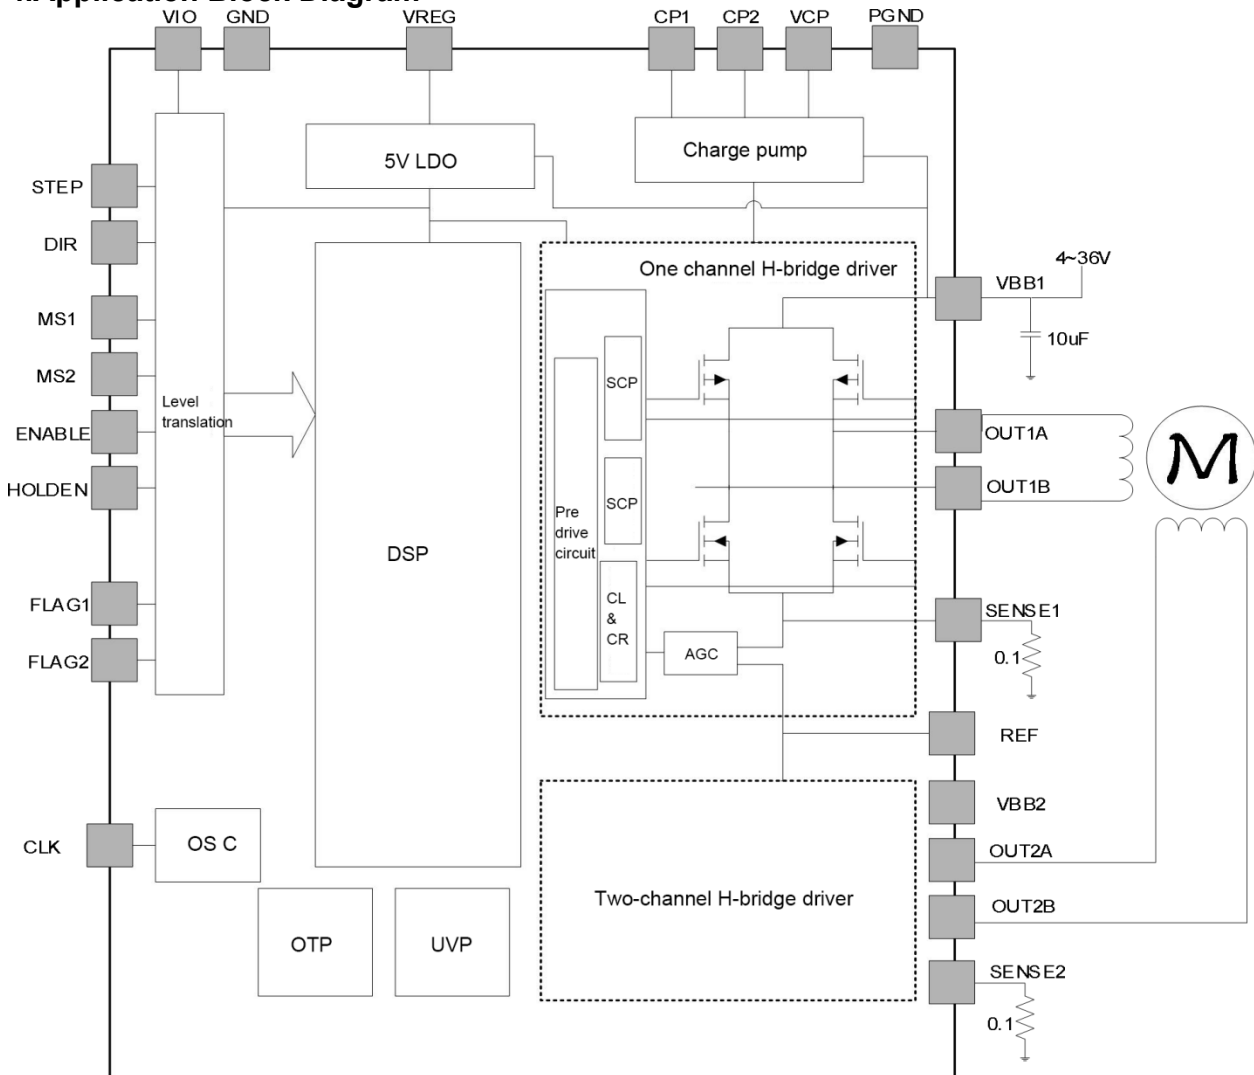 Application Block Diagram
VIO
GND
VREG
CP1
CP2
VCP
PGND
5V LDO
Charge pump
STEP
DIR
MS1
MS2
ENABLE
HOLDEN
FLAG1
FLAG2
CLK
Level
translation
DSP
One channel H-bridge driver
4~36V
VBB1
10uF
SCP
SCP
Pre
drive
circuit
CL
&
CR
AGC
OUT1A
OUT1B
M
SENSE1
0.1
REF
VBB2
OUT2A
OUT2B
SENSE2
0.1
OS C
OTP
UVP
Two-channel H-bridge driver